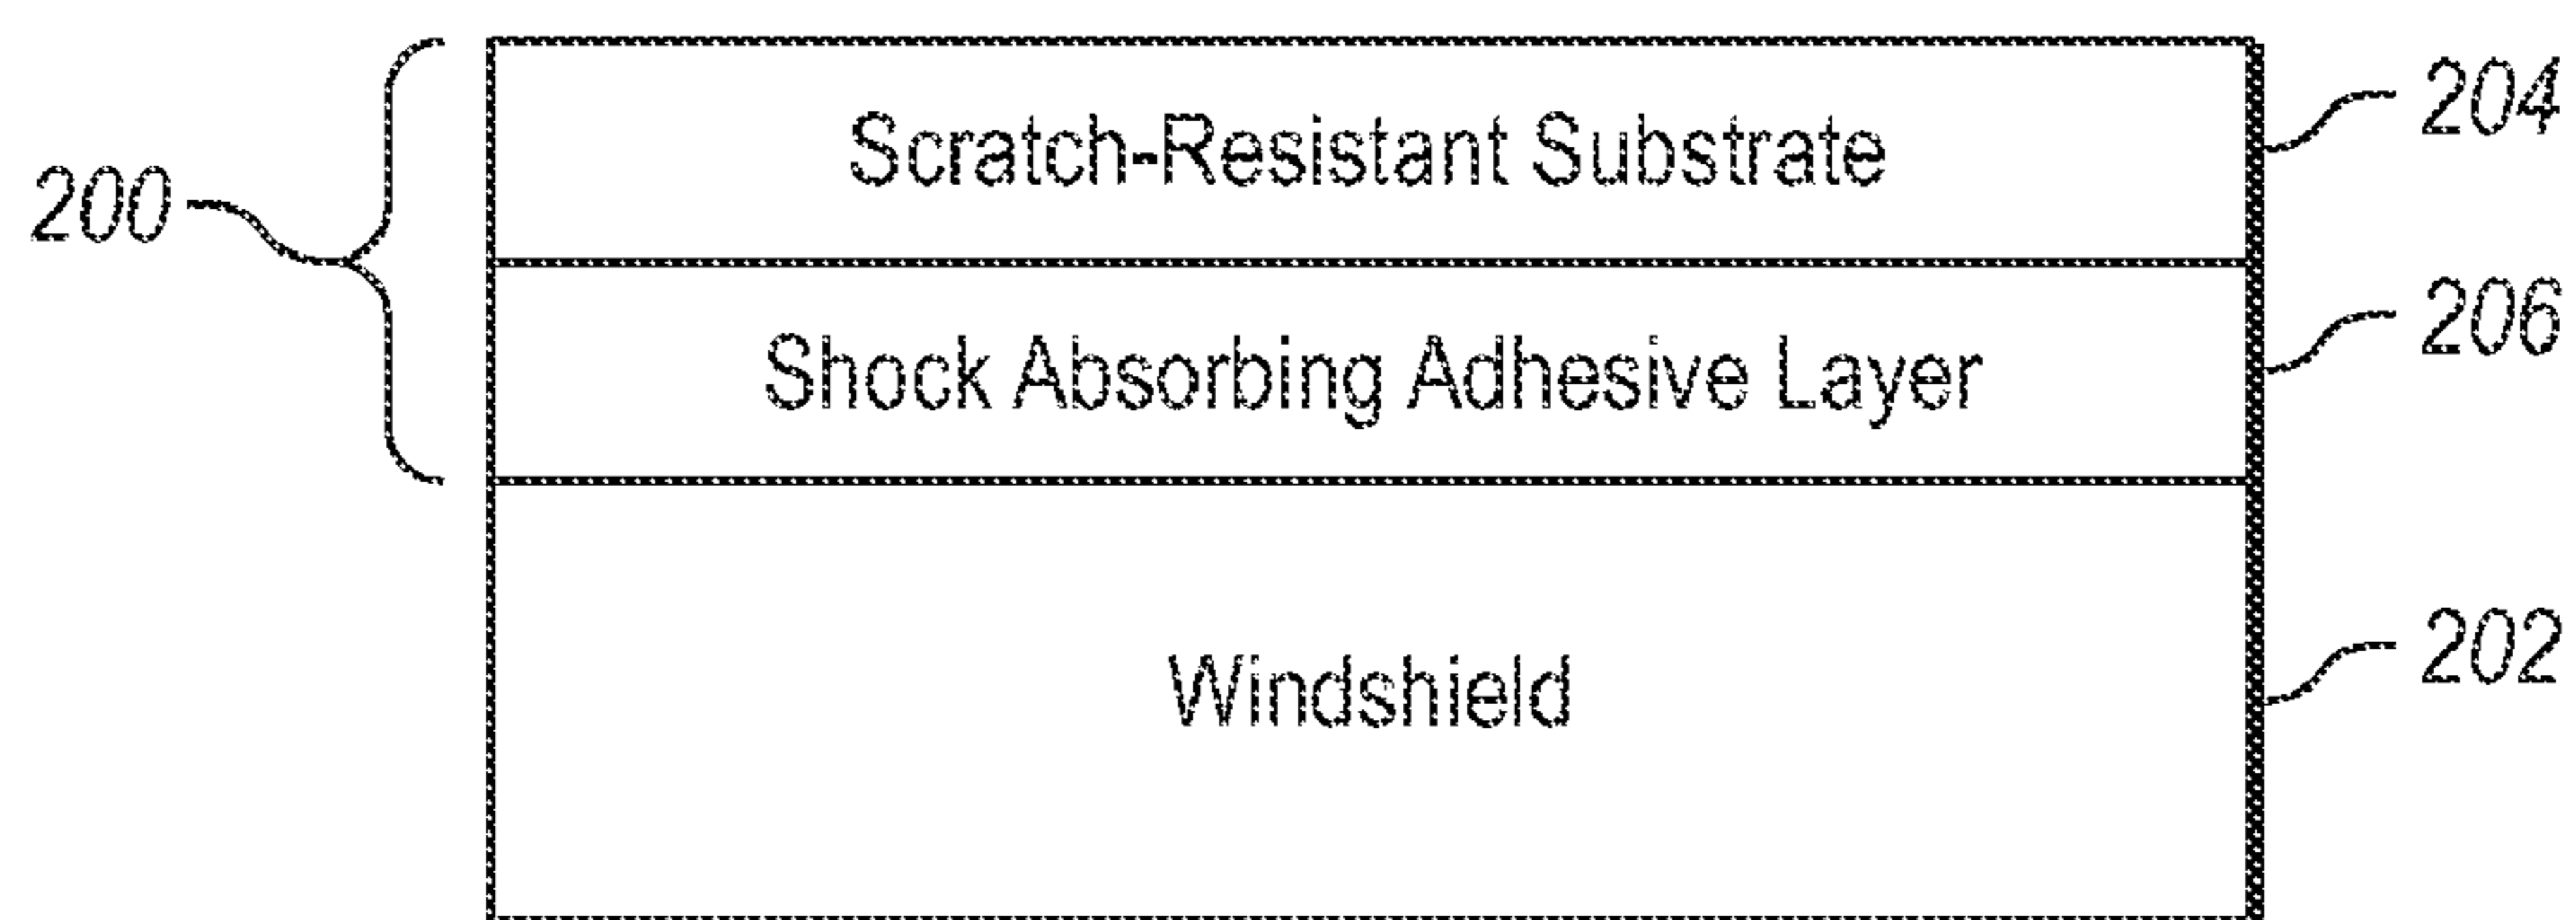 Scratch-Resistant Substrate
204
200
Shock Absorbing Adhesive Layer
206
Windshield
202